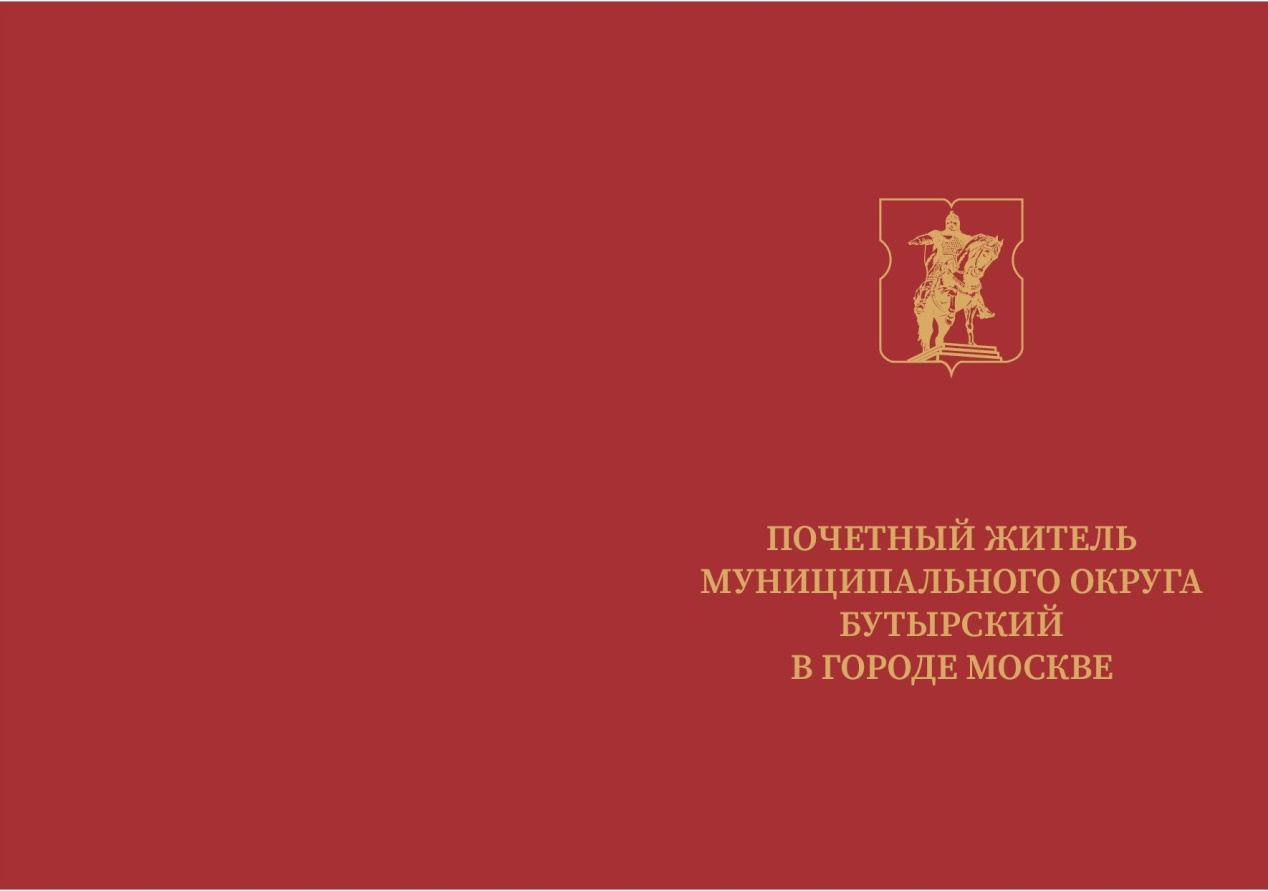 ПОЧЕТНЫЙ ЖИТЕЛЬ
МУНИЦИПАЛЬНОГО ОКРУГА
БУТЫРСКИЙ
В ГОРОДЕ МОСКВЕ